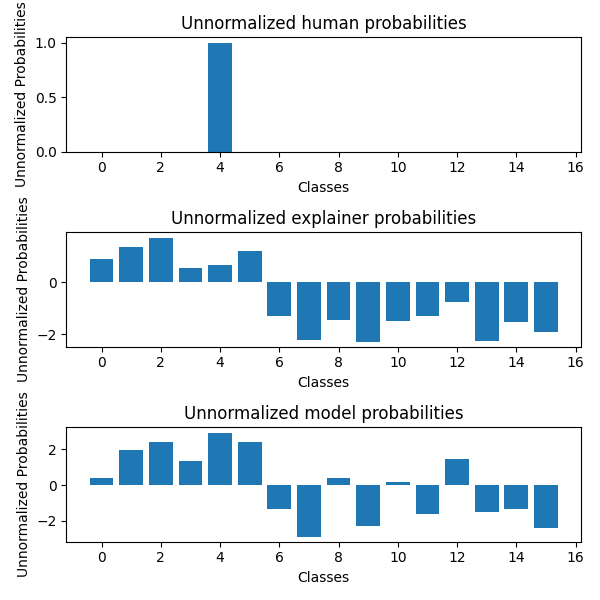 Unnormalized human probabilities
Unnormalized Probabilities
1.0
0.5
0.0
0 2 4 6 8 10 12 14 16
Classes
Unnormalized explainer probabilities
Unnormalized Probabilities
0
−2
0 2 4 6 8 10 12 14 16
Classes
Unnormalized model probabilities
Unnormalized Probabilities
2
0
−2
0 2 4 6 8 10 12 14 16
Classes